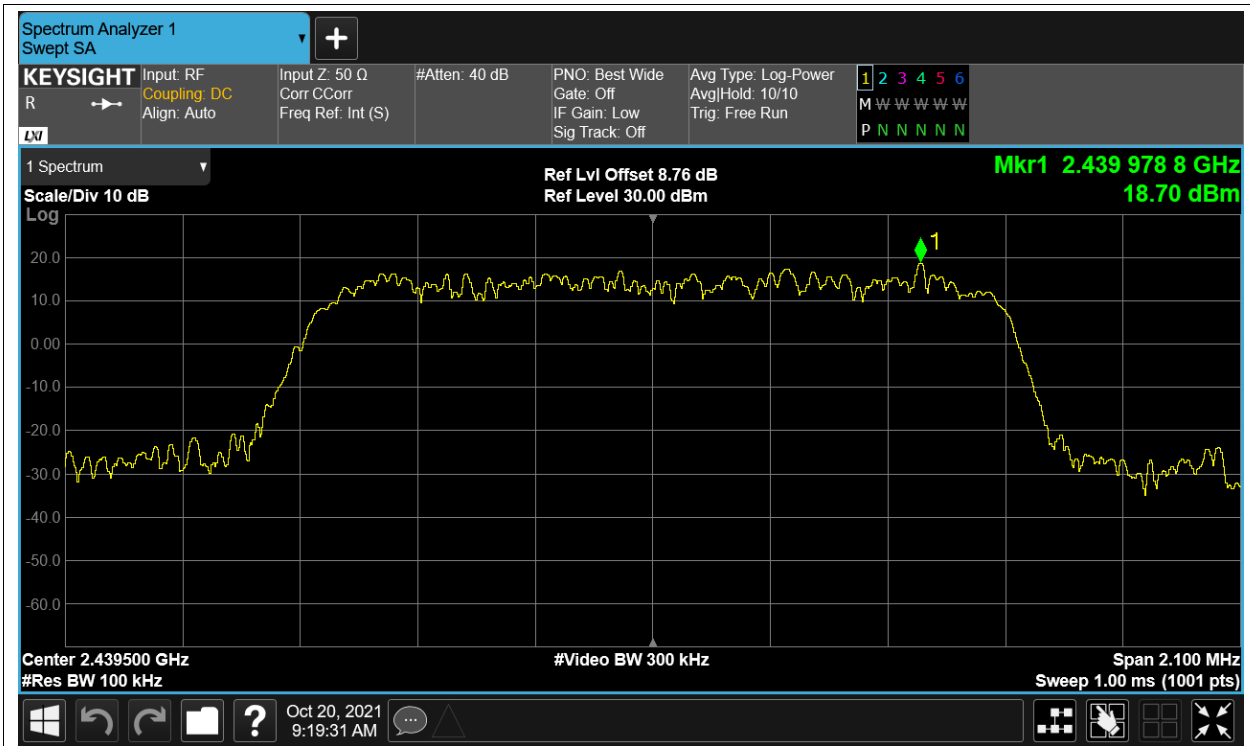 Spectrum Analyzer 1
Swept SA
KEYSIGHT
R
LXI
Input: RF
Coupling: DC
Align: Auto
Input Z: 50 Ω
Corr CCorr
Freq Ref: Int (S)
#Atten: 40 dB
PNO: Best Wide
Gate: Off
IF Gain: Low
Sig Track: Off
Avg Type: Log-Power
Avg|Hold: 10/10
Trig: Free Run
1 2 3 4 5 6
M W W W W W
P N N N N N
1 Spectrum
Scale/Div 10 dB
Log
Ref Lvl Offset 8.76 dB
Ref Level 30.00 dBm
Mkr1 2.439 978 8 GHz
18.70 dBm
1
20.0
10.0
0.00
-10.0
-20.0
-30.0
-40.0
-50.0
-60.0
Center 2.439500 GHz
#Video BW 300 kHz
Span 2.100 MHz
#Res BW 100 kHz
Sweep 1.00 ms (1001 pts)
?
Oct 20, 2021
9:19:31 AM